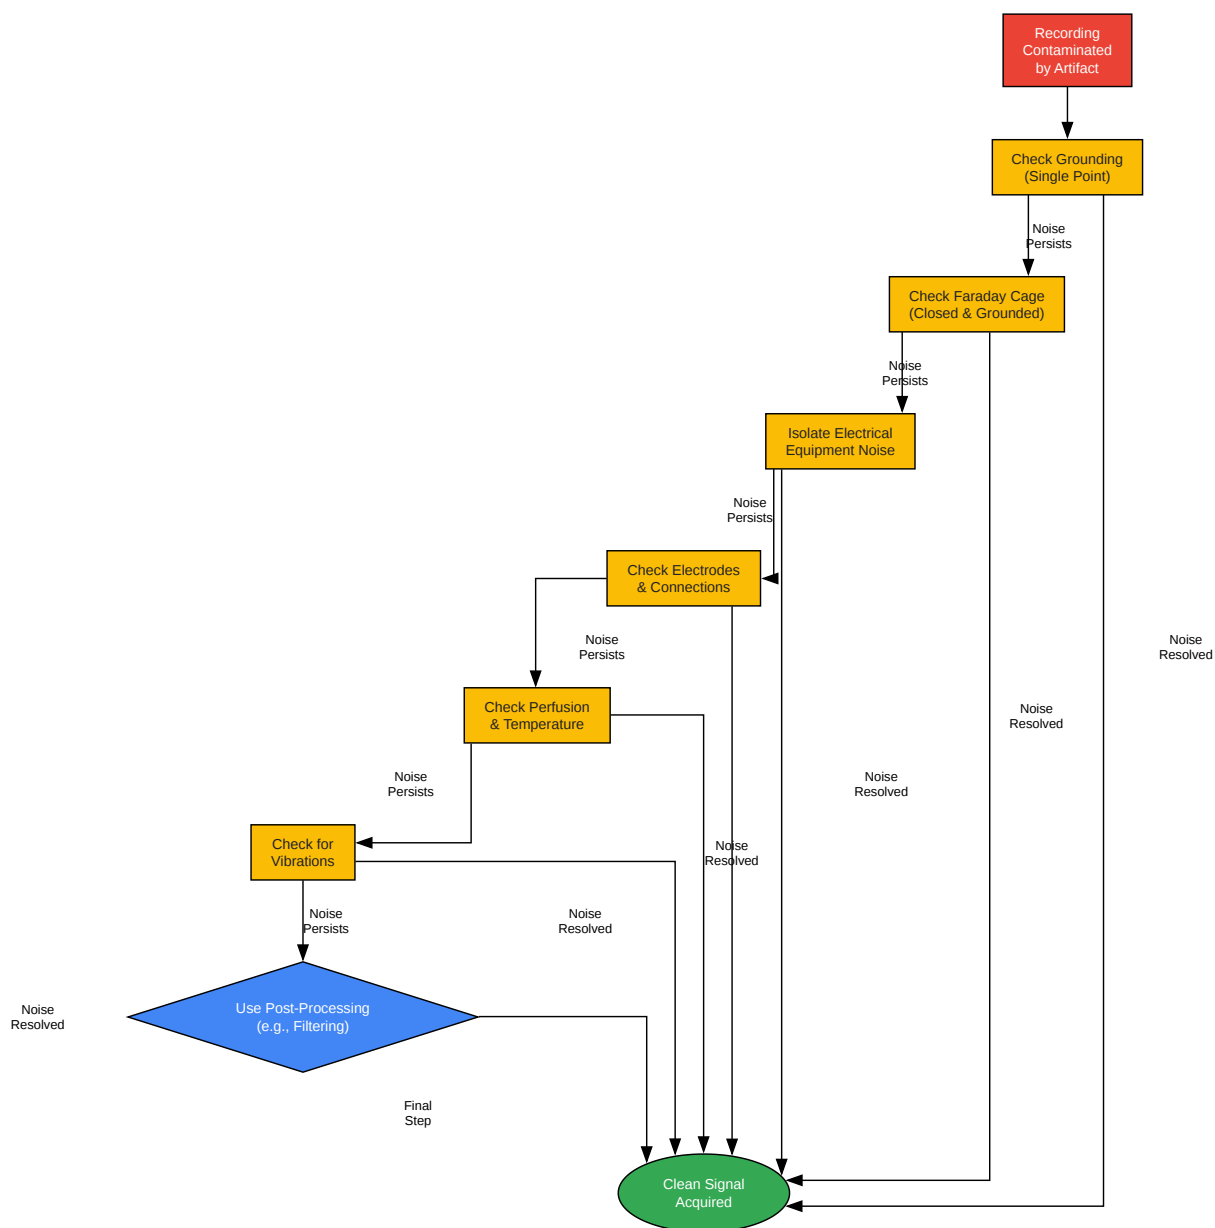 Recording
Contaminated
by Artifact
Check Grounding
(Single Point)
Noise
Persists
Check Faraday Cage
(Closed & Grounded)
Noise
Persists
Isolate Electrical
Equipment Noise
Noise
Persists
Check Electrodes
& Connections
Noise
Persists
Noise
Resolved
Check Perfusion
& Temperature
Noise
Resolved
Noise
Persists
Noise
Resolved
Check for
Vibrations
Noise
Resolved
Noise
Persists
Noise
Resolved
Use Post-Processing
(e.g., Filtering)
Noise
Resolved
Final
Step
Clean Signal
Acquired